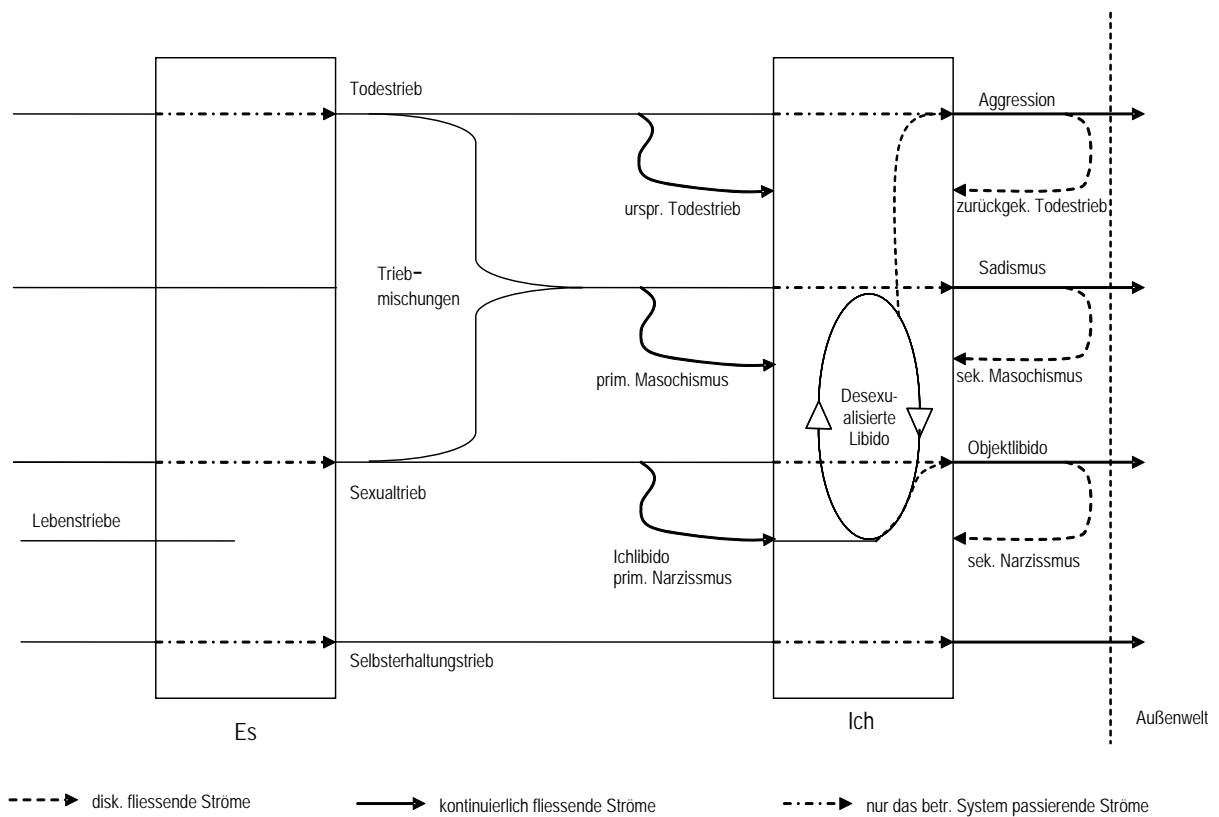 Todestrieb
Aggression
urspr. Todestrieb
zurückgek. Todestrieb
Trieb-
mischungen
Sadismus
prim. Masochismus
sek. Masochismus
Desexu-
alisierte
Libido
Objektlibido
Sexualtrieb
Lebenstriebe
Ichlibido
prim. Narzissmus
sek. Narzissmus
Selbsterhaltungstrieb
Es
Ich
Außenwelt
disk. fliessende Ströme
kontinuierlich fliessende Ströme
nur das betr. System passierende Ströme